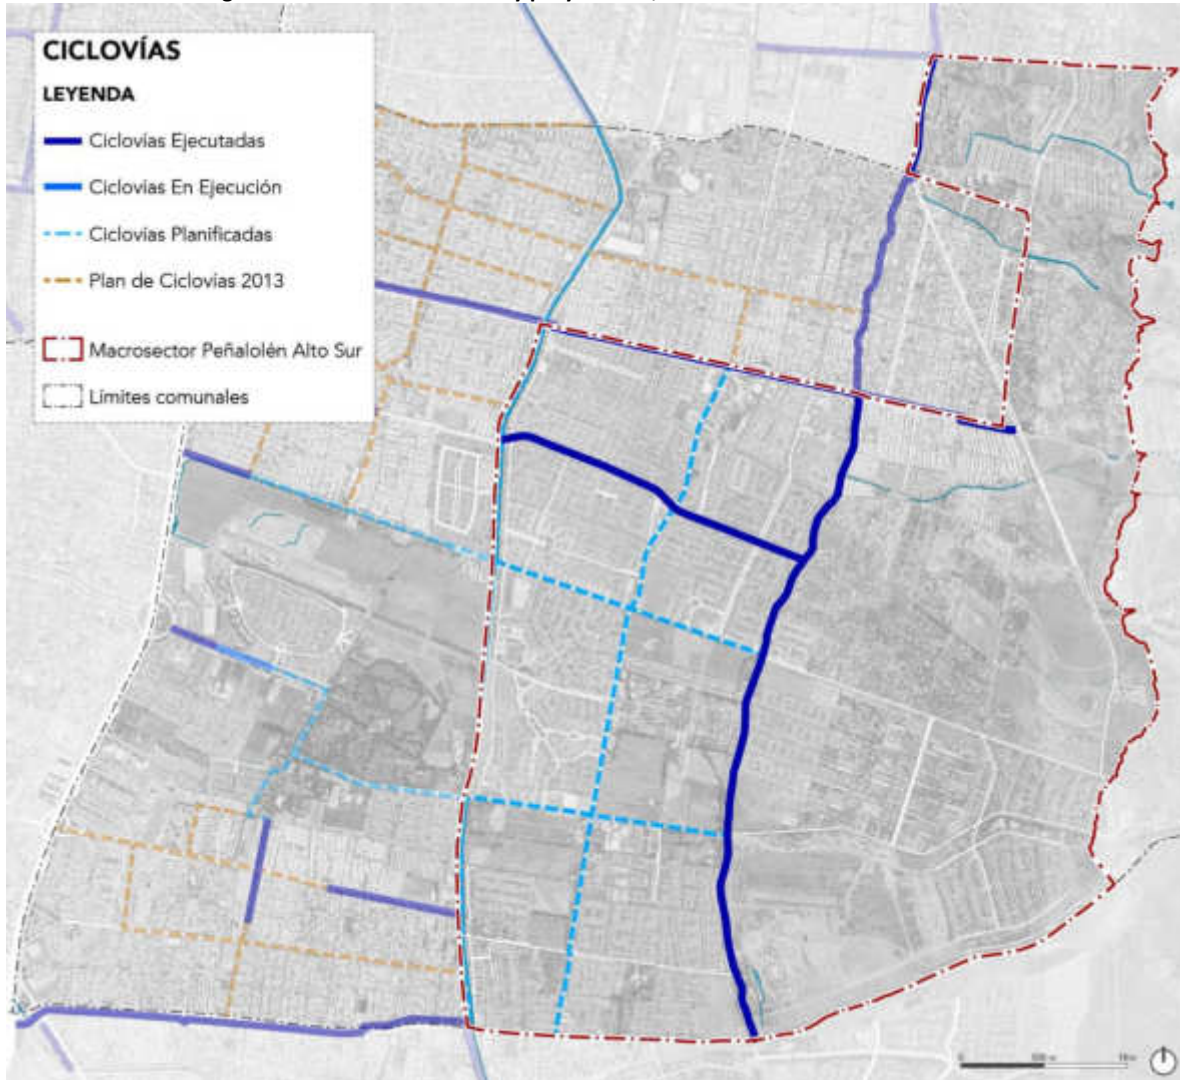 CICLOVÍAS
LEYENDA
Ciclovías Ejecutadas
Ciclovías En Ejecución
Ciclovías Planificadas
Plan de Ciclovías 2013
Macrosector Peñalolén Alto Sur
Límites comunales